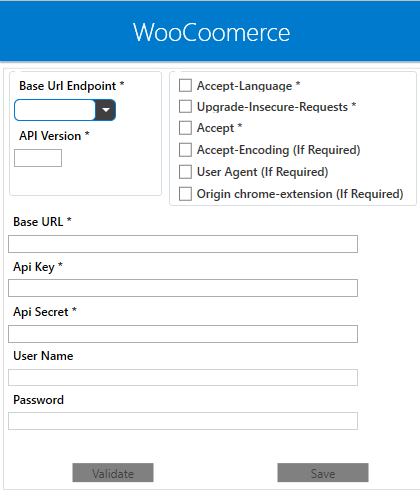 WooCoomerce
Base Url Endpoint *
API Version *
Accept-Language *
Upgrade-Insecure-Requests *
Accept *
Accept-Encoding (If Required)
User Agent (If Required)
Origin chrome-extension (If Required)
Base URL *
Api Key *
Api Secret *
User Name
Password
Validate
Save